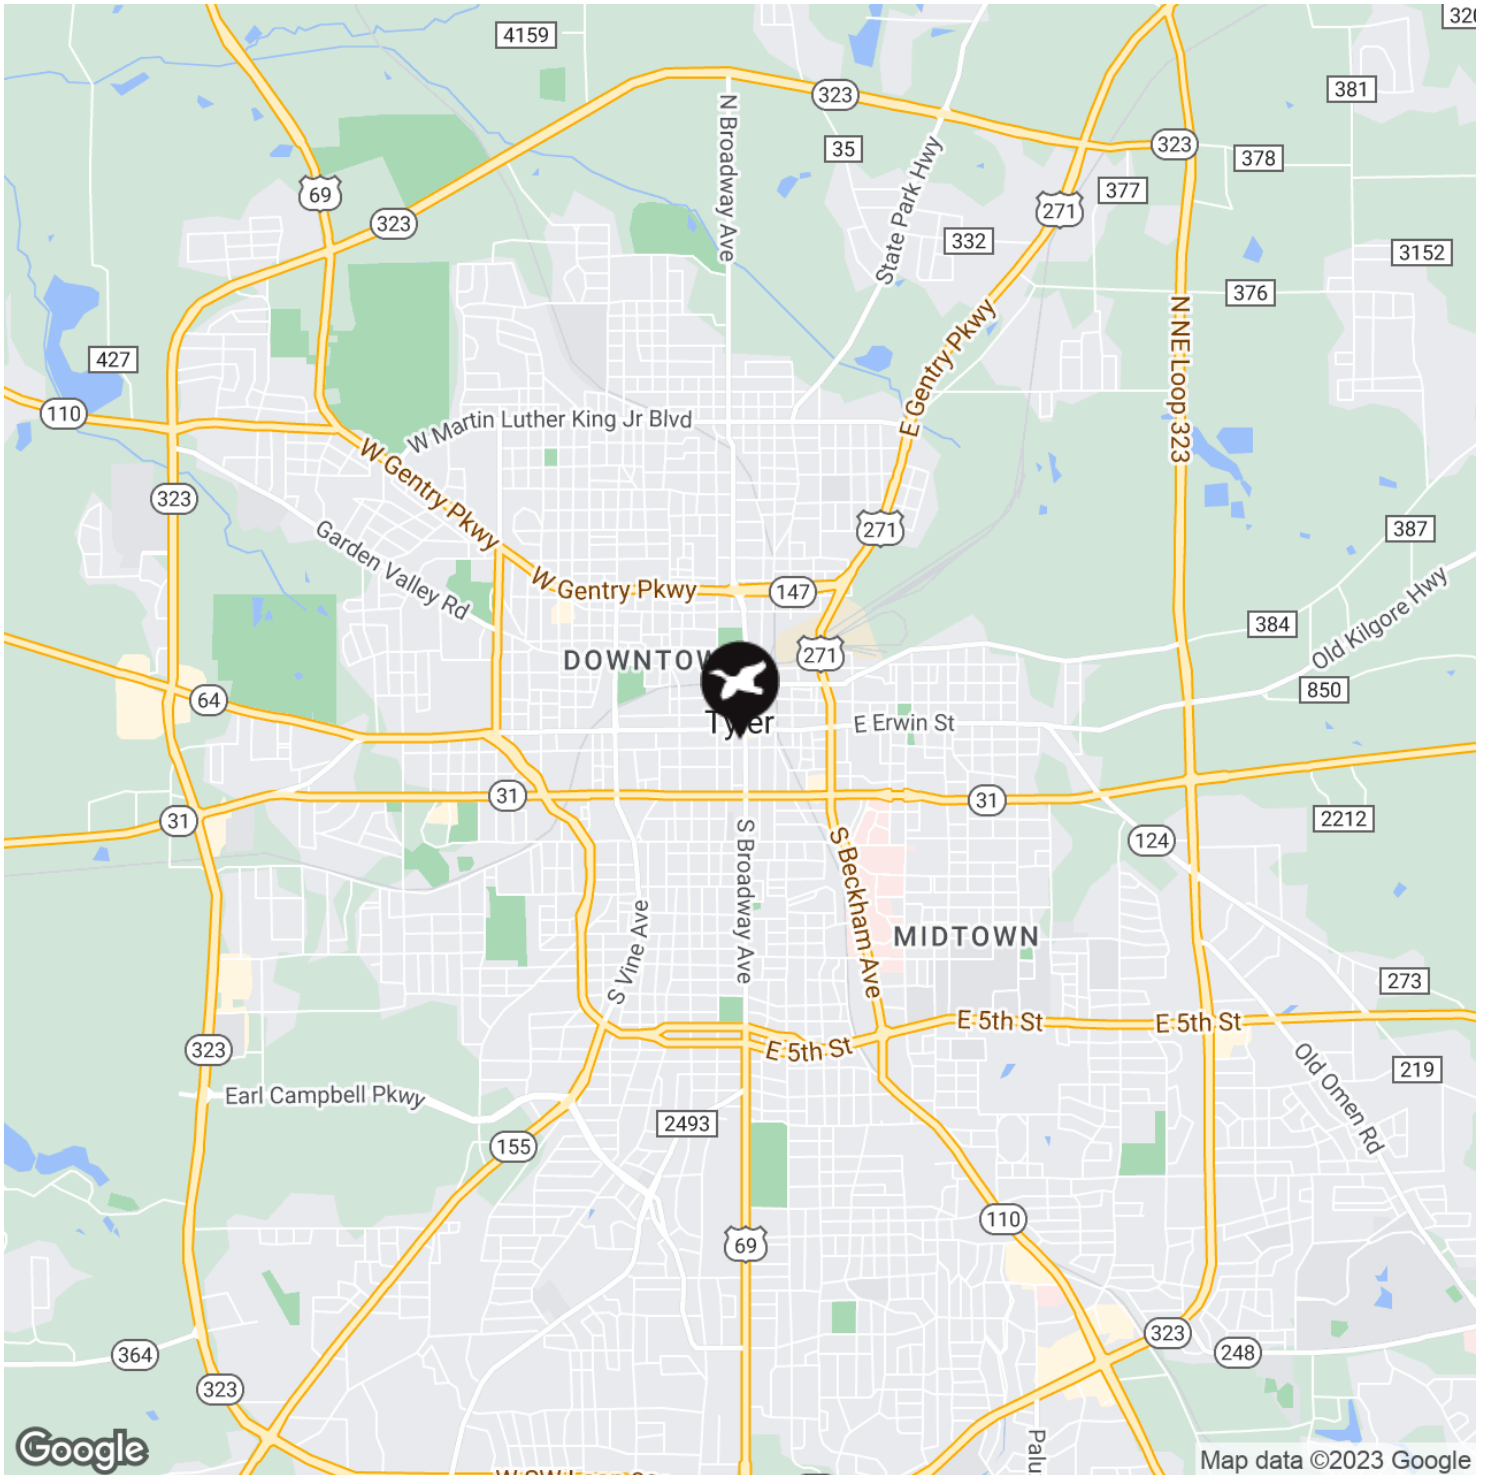 4159
320
381
323
35
323
378
N Broadway Ave
State Park Hwy
69
377
271
323
332
3152
376
N NE Loop 323
E Gentry Pkwy
427
110
W Martin Luther King Jr Blvd
W Gentry Pkwy
323
Garden Valley Rd
271
387
W Gentry Pkwy
147
Old Kilgore Hwy
384
DOWNTOW
271
850
64
Tyler
E Erwin St
31
31
31
2212
124
S Broadway Ave
S Beckham Ave
S Vine Ave
MIDTOWN
273
E 5th St
E 5th St
E 5th St
323
Old Omen Rd
219
Earl Campbell Pkwy
2493
155
110
69
323
248
364
323
Google
Map data ©2023 Google